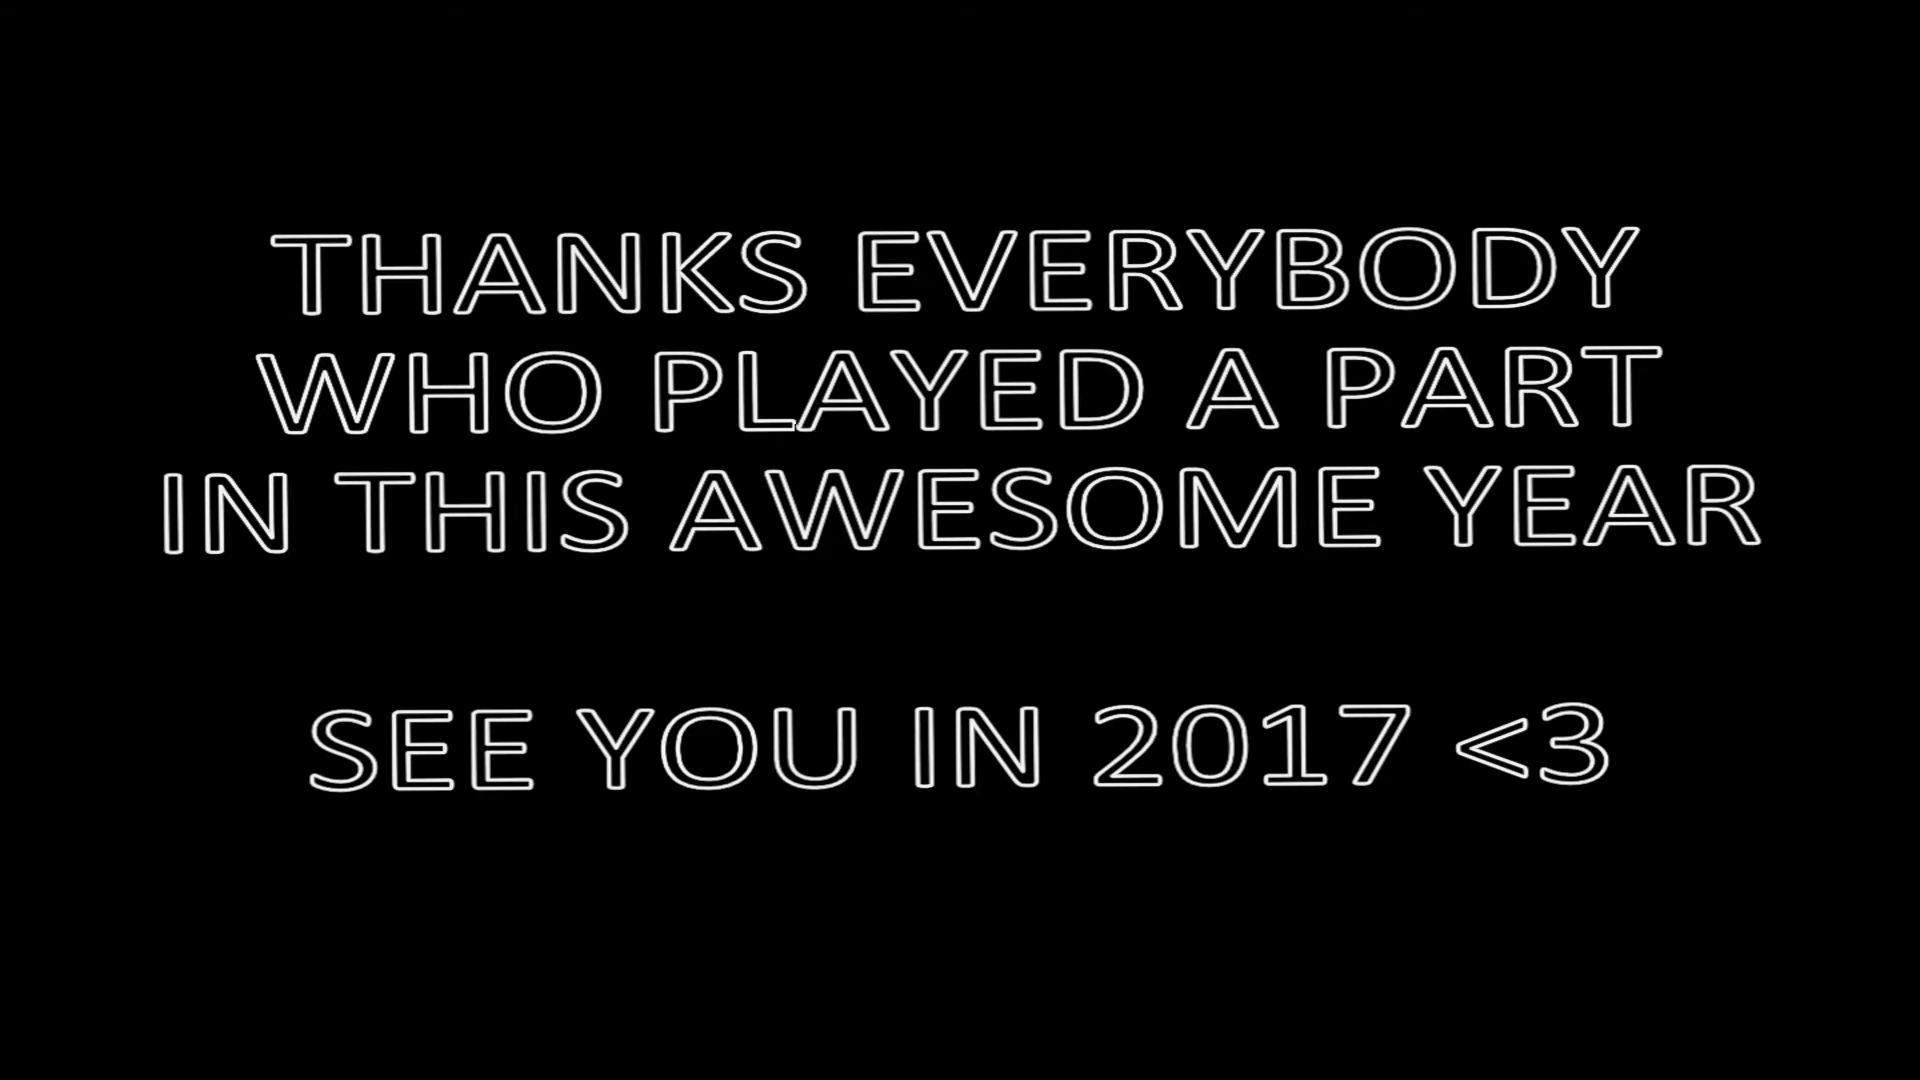 THANKS EVERYBODY
WHO PLAYED A PART
IN THIS AWESOME YEAR
SEE YOU IN 2017 <3